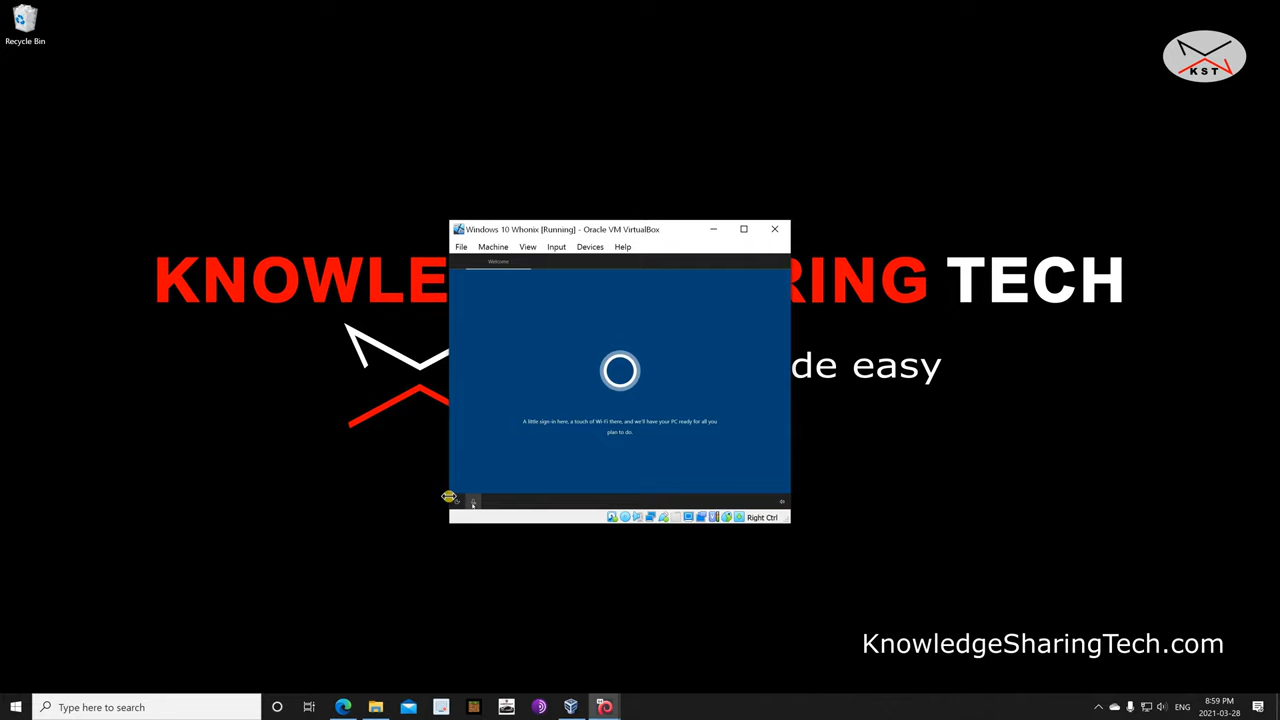 Recycle Bin
KST
Windows 10 Whonix [Running] - Oracle VM VirtualBox
File Machine View Input Devices Help
Welcome
KNOWLE RING TECH
de easy
A little sign-in here, a touch of Wi-Fi there, and we'll have your PC ready for all you
plan to do.
Right Ctrl
KnowledgeSharingTech.com
Type here to search
ENG
8:59 PM
2021-03-28